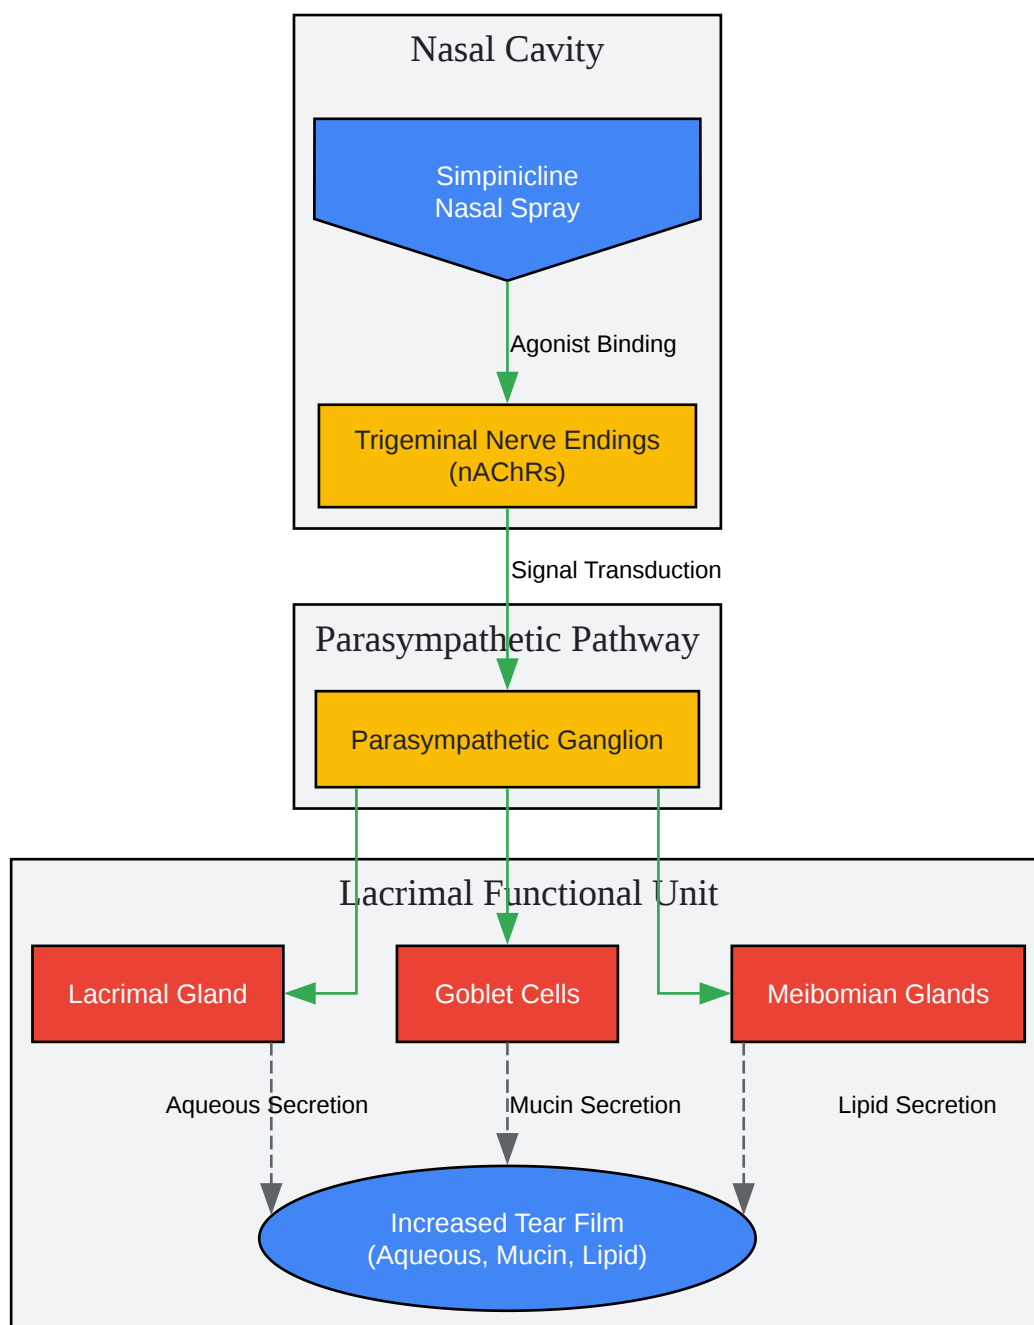 Nasal Cavity
Simpinicline
Nasal Spray
Agonist Binding
Trigeminal Nerve Endings
(nAChRs)
Signal Transduction
Parasympathetic Pathway
Parasympathetic Ganglion
Lacrimal Functional Unit
Lacrimal Gland
Goblet Cells
Meibomian Glands
Aqueous Secretion
Mucin Secretion
Lipid Secretion
Increased Tear Film
(Aqueous, Mucin, Lipid)